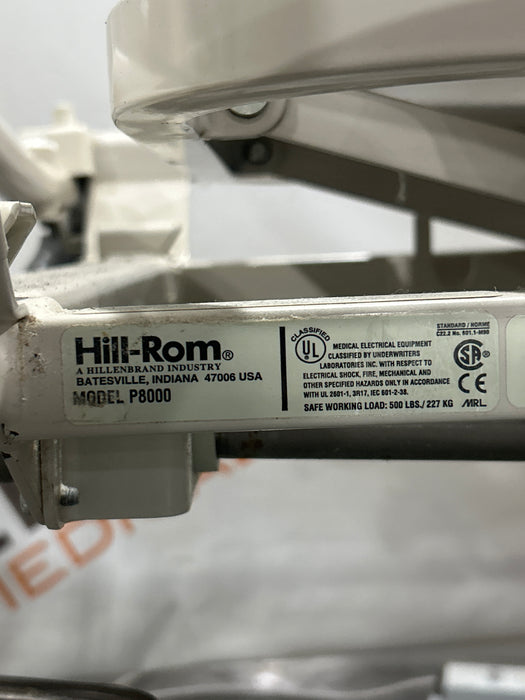 Hill-Rom®
A HILLENBRAND INDUSTRY
BATESVILLE, INDIANA 47006 USA
MODEL P8000
CLASSIFIED
UL
MEDICAL ELECTRICAL EQUIPMENT
CLASSIFIED BY UNDERWRITERS
LABORATORIES INC. WITH RESPECT TO
ELECTRICAL SHOCK, FIRE, MECHANICAL AND
OTHER SPECIFIED HAZARDS ONLY IN ACCORDANCE
WITH UL 2601-1, 3R17, IEC 601-2-38.
SAFE WORKING LOAD: 500 LBS./ 227 KG
STANDARD / NORME
C22.2 No. 601.1-M90
SA®
CE
MRL
MEDI